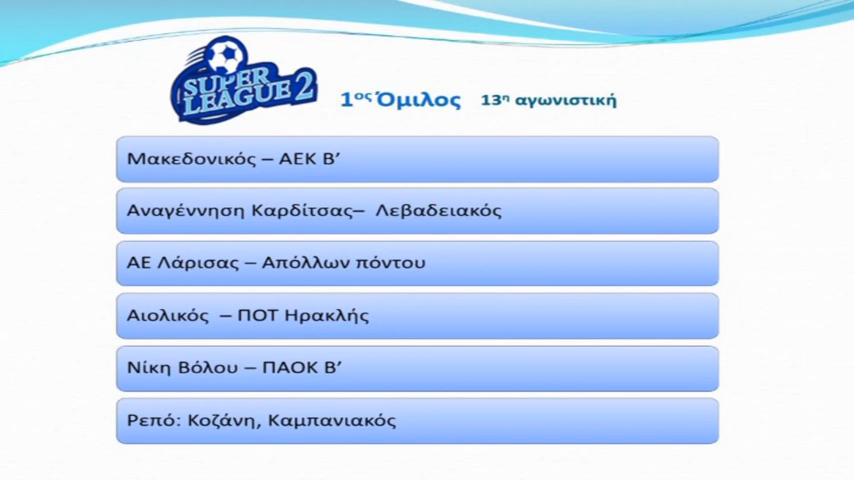 SUPER
LEAGUE 2
1ος Όμιλος 13η αγωνιστική
Μακεδονικός – ΑΕΚ Β’
Αναγέννηση Καρδίτσας– Λεβαδειακός
ΑΕ Λάρισας – Απόλλων πόντου
Αιολικός – ΠΟΤ Ηρακλής
Νίκη Βόλου – ΠΑΟΚ Β’
Ρεπό: Κοζάνη, Καμπανιακός